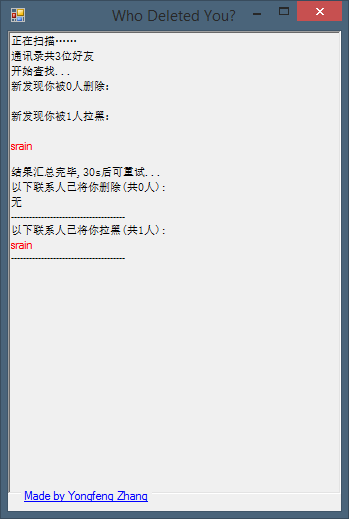 Who Deleted You?
正在扫描……
通讯录共3位好友
开始查找...
新发现你被0人删除:
新发现你被1人拉黑:
srain
结果汇总完毕,30s后可重试...
以下联系人已将你删除(共0人):
无
--------------------------------------
以下联系人已将你拉黑(共1人):
srain
--------------------------------------
Made by Yongfeng Zhang